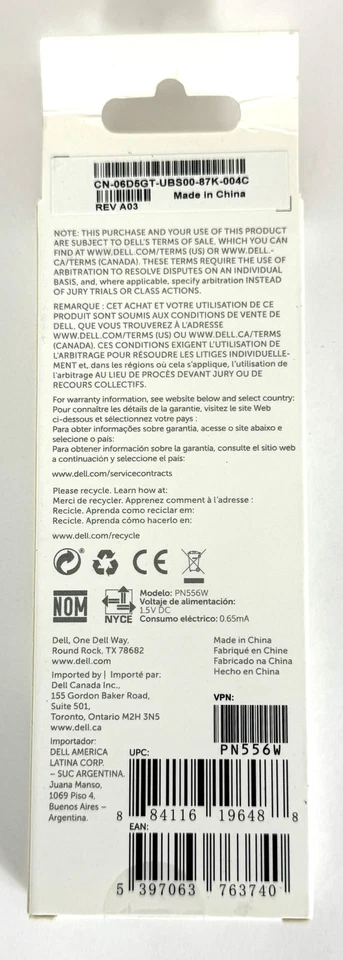 CN-06D5GT-UBS00-87K-004C
Made in China
REV A03
NOTE: THIS PURCHASE AND YOUR USE OF THIS PRODUCT
ARE SUBJECT TO DELL'S TERMS OF SALE, WHICH YOU CAN
FIND AT WWW.DELL.COM/TERMS (US) OR WWW.DELL.-
CA/TERMS (CANADA). THESE TERMS REQUIRE THE USE OF
ARBITRATION TO RESOLVE DISPUTES ON AN INDIVIDUAL
BASIS, and, where applicable, specify arbitration INSTEAD
OF JURY TRIALS OR CLASS ACTIONS.
REMARQUE : CET ACHAT ET VOTRE UTILISATION DE CE
PRODUIT SONT SOUMIS AUX CONDITIONS DE VENTE DE
DELL, QUE VOUS TROUVEREZ À L'ADRESSE
WWW.DELL.COM/TERMS (US) OU WWW.DELL.CA/TERMS
(CANADA). CES CONDITIONS EXIGENT L'UTILISATION DE
L'ARBITRAGE POUR RÉSOUDRE LES LITIGES INDIVIDUELLE-
MENT et, dans les régions où cela s'applique, l'utilisation de
l'arbitrage AU LIEU DE PROCÈS DEVANT JURY OU DE
RECOURS COLLECTIFS.
For warranty information, see website below and select country:
Pour connaître les détails de la garantie, visitez le site Web
ci-dessous et sélectionnez votre pays :
Para obter informações sobre garantia, acesse o site abaixo e
selecione o país:
Para obtener información sobre la garantía, consulte el sitio web
a continuación y seleccione el país:
www.dell.com/servicecontracts
Please recycle. Learn how at:
Merci de recycler. Apprenez comment à l'adresse :
Recicle. Aprenda como reciclar em:
Recicle. Aprenda cómo hacerlo en:
www.dell.com/recycle
CE
NOM
NYCE
Modelo: PN556W
Voltaje de alimentación:
1.5V DC
Consumo eléctrico: 0.65mA
Dell, One Dell Way,
Round Rock, TX 78682
www.dell.com
Imported by | Importé par:
Dell Canada Inc.,
155 Gordon Baker Road,
Suite 501,
Toronto, Ontario M2H 3N5
www.dell.ca
Importador:
DELL AMERICA
LATINA CORP.
– SUC ARGENTINA.
Juana Manso,
1069 Piso 4.
Buenos Aires –
Argentina.
Made in China
Fabriqué en Chine
Fabricado na China
Hecho en China
VPN:
PN556W
UPC:
8 84116 19648 8
EAN:
5 397063 763740